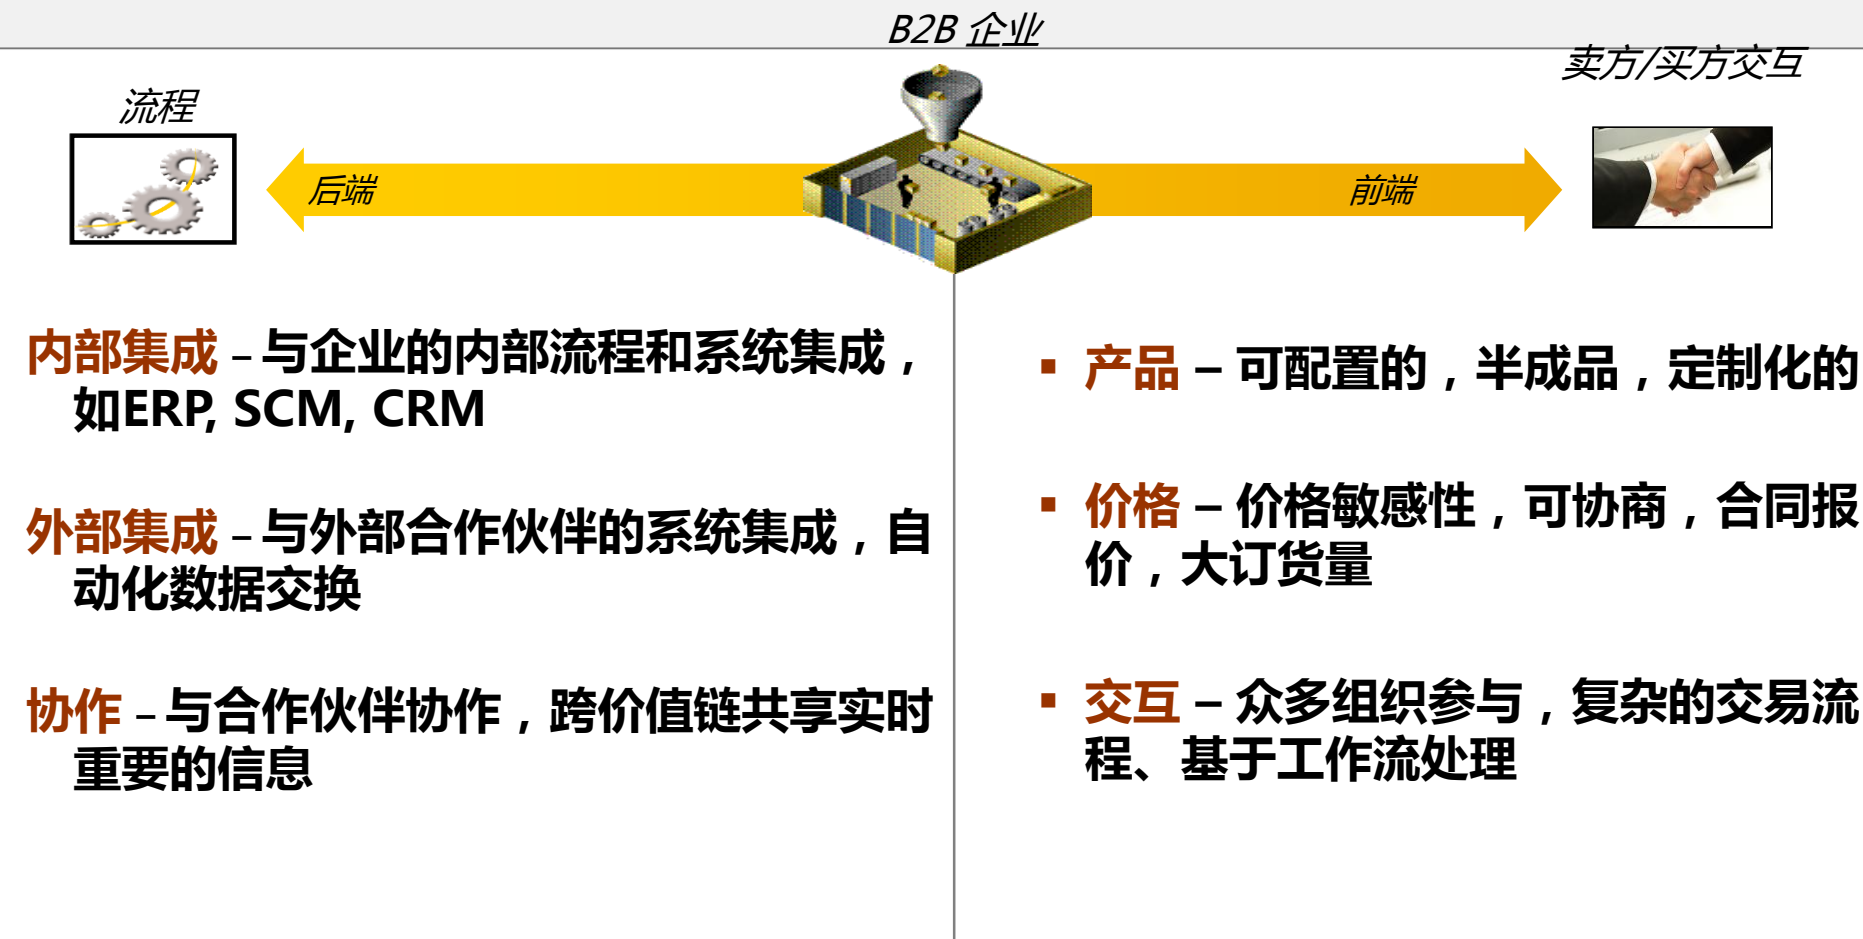 B2B 企业
卖方/买方交互
流程
后端
前端
内部集成 – 与企业的内部流程和系统集成，
如ERP, SCM, CRM
外部集成 – 与外部合作伙伴的系统集成，自
动化数据交换
协作 – 与合作伙伴协作，跨价值链共享实时
重要的信息
▪ 产品 – 可配置的，半成品，定制化的
▪ 价格 – 价格敏感性，可协商，合同报
价，大订货量
▪ 交互 – 众多组织参与，复杂的交易流
程、基于工作流处理